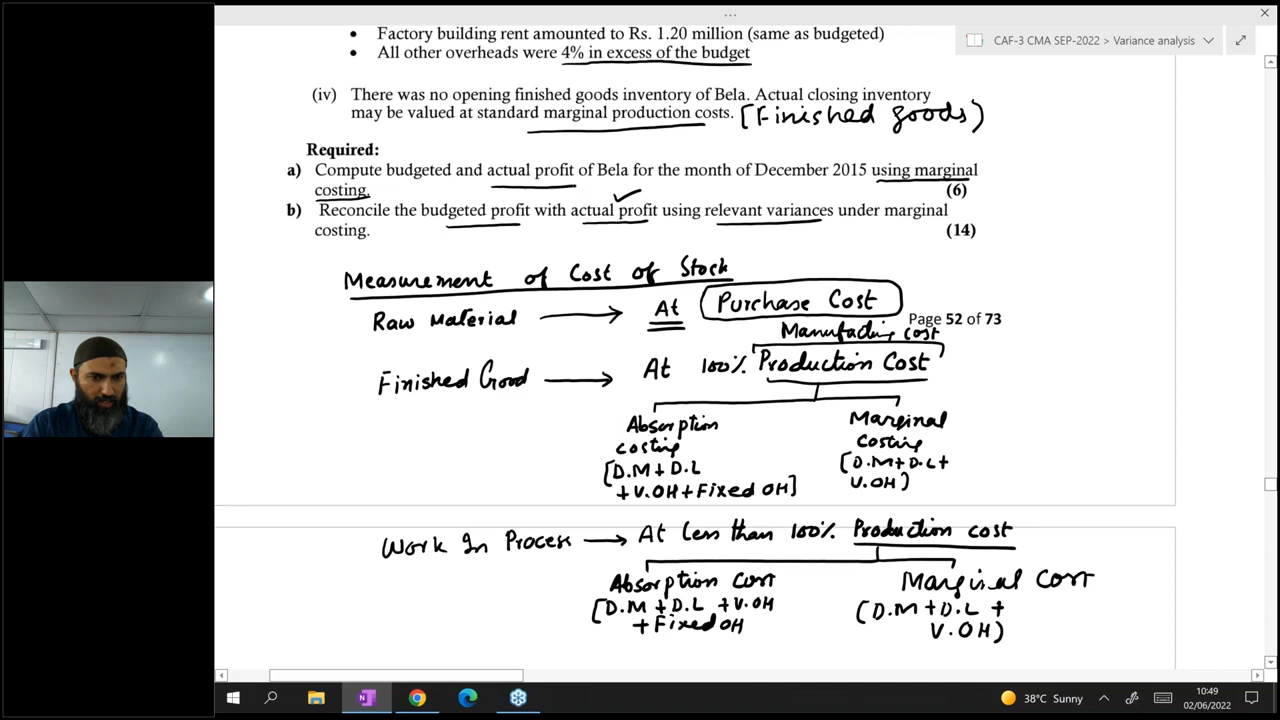 • Factory building rent amounted to Rs. 1.20 million (same as budgeted)
• All other overheads were 4% in excess of the budget
CAF-3 CMA SEP-2022 > Variance analysis
(iv) There was no opening finished goods inventory of Bela. Actual closing inventory
may be valued at standard marginal production costs. [Finished goods)
Required:
a) Compute budgeted and actual profit of Bela for the month of December 2015 using marginal
costing. (6)
b) Reconcile the budgeted profit with actual profit using relevant variances under marginal
costing. (14)
Measurement of Cost of Stock
Raw Material → At Purchase Cost
Page 52 of 73
Manufacturing cost
Finished Good → At 100% Production Cost
Absorption Marginal
costing Costing
[D.M + D.L [D.M + D.L +
+ V.OH + Fixed OH] V.OH)
Work In Process → At less than 100% Production cost
Absorption cost Marginal cost
[D.M + D.L + V.OH (D.M + D.L +
+ Fixed OH V.OH)
38°C Sunny
10:49
02/06/2022